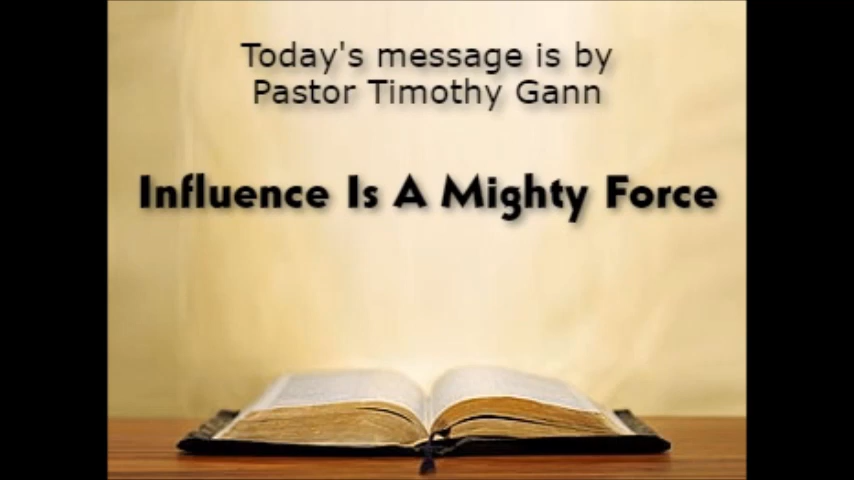 Today's message is by
Pastor Timothy Gann
Influence Is A Mighty Force